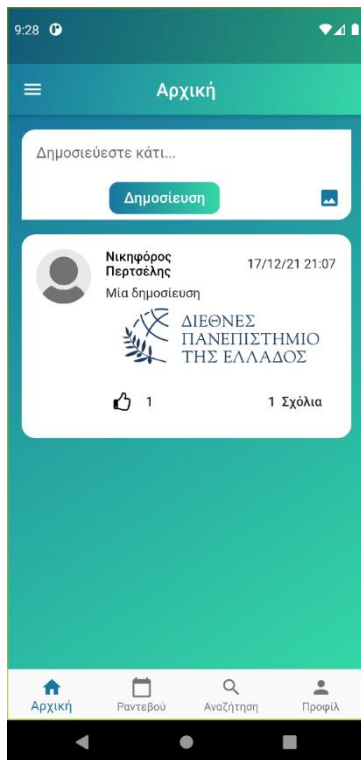 9:28
Αρχική
Δημοσιεύεστε κάτι...
Δημοσίευση
Νικηφόρος
Περτσέλης
17/12/21 21:07
Μία δημοσίευση
ΔΙΕΘΝΕΣ
ΠΑΝΕΠΙΣΤΗΜΙΟ
ΤΗΣ ΕΛΛΑΔΟΣ
1
1 Σχόλια
Αρχική
Ραντεβού
Αναζήτηση
Προφίλ